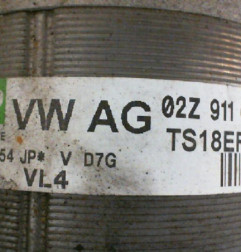 VW AG 02Z 911
TS18E
54 JP* V D7G
VL4